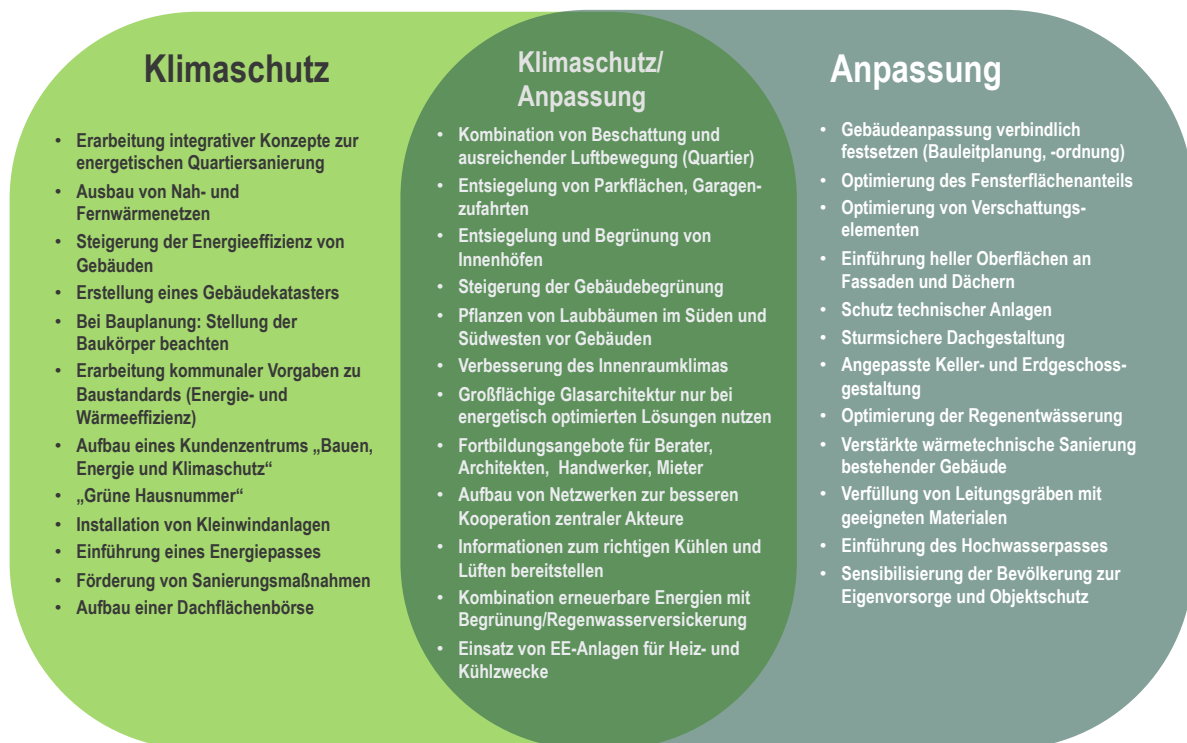 Klimaschutz
• Erarbeitung integrativer Konzepte zur
energetischen Quartiersanierung
• Ausbau von Nah- und
Fernwärmenetzen
• Steigerung der Energieeffizienz von
Gebäuden
• Erstellung eines Gebäudekatasters
• Bei Bauplanung: Stellung der
Baukörper beachten
• Erarbeitung kommunaler Vorgaben zu
Baustandards (Energie- und
Wärmeeffizienz)
• Aufbau eines Kundenzentrums „Bauen,
Energie und Klimaschutz“
• „Grüne Hausnummer“
• Installation von Kleinwindanlagen
• Einführung eines Energiepasses
• Förderung von Sanierungsmaßnahmen
• Aufbau einer Dachflächenbörse
Klimaschutz/
Anpassung
• Kombination von Beschattung und
ausreichender Luftbewegung (Quartier)
• Entsiegelung von Parkflächen, Garagen-
zufahrten
• Entsiegelung und Begrünung von
Innenhöfen
• Steigerung der Gebäudebegrünung
• Pflanzen von Laubbäumen im Süden und
Südwesten vor Gebäuden
• Verbesserung des Innenraumklimas
• Großflächige Glasarchitektur nur bei
energetisch optimierten Lösungen nutzen
• Fortbildungsangebote für Berater,
Architekten, Handwerker, Mieter
• Aufbau von Netzwerken zur besseren
Kooperation zentraler Akteure
• Informationen zum richtigen Kühlen und
Lüften bereitstellen
• Kombination erneuerbare Energien mit
Begrünung/Regenwasserversickerung
• Einsatz von EE-Anlagen für Heiz- und
Kühlzwecke
Anpassung
• Gebäudeanpassung verbindlich
festsetzen (Bauleitplanung, -ordnung)
• Optimierung des Fensterflächenanteils
• Optimierung von Verschattungs-
elementen
• Einführung heller Oberflächen an
Fassaden und Dächern
• Schutz technischer Anlagen
• Sturmsichere Dachgestaltung
• Angepasste Keller- und Erdgeschoss-
gestaltung
• Optimierung der Regenentwässerung
• Verstärkte wärmetechnische Sanierung
bestehender Gebäude
• Verfüllung von Leitungsgräben mit
geeigneten Materialen
• Einführung des Hochwasserpasses
• Sensibilisierung der Bevölkerung zur
Eigenvorsorge und Objektschutz